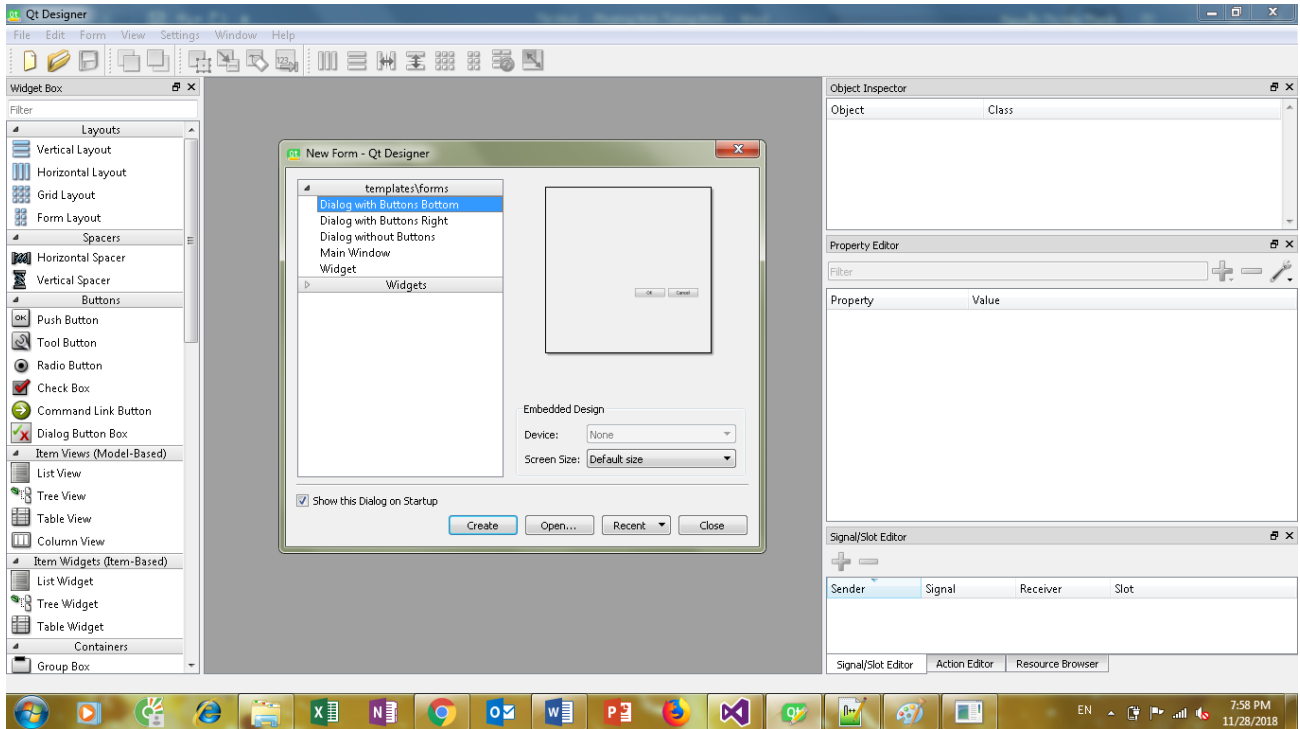 Qt Designer
File Edit Form View Settings Window Help
Widget Box
Filter
Layouts
Vertical Layout
Horizontal Layout
Grid Layout
Form Layout
Spacers
Horizontal Spacer
Vertical Spacer
Buttons
Push Button
Tool Button
Radio Button
Check Box
Command Link Button
Dialog Button Box
Item Views (Model-Based)
List View
Tree View
Table View
Column View
Item Widgets (Item-Based)
List Widget
Tree Widget
Table Widget
Containers
Group Box
New Form - Qt Designer
templates\forms
Dialog with Buttons Bottom
Dialog with Buttons Right
Dialog without Buttons
Main Window
Widget
Widgets
OK Cancel
Embedded Design
Device: None
Screen Size: Default size
Show this Dialog on Startup
Create Open... Recent Close
Object Inspector
Object Class
Property Editor
Filter
Property Value
Signal/Slot Editor
Sender Signal Receiver Slot
Signal/Slot Editor Action Editor Resource Browser
EN
7:58 PM
11/28/2018